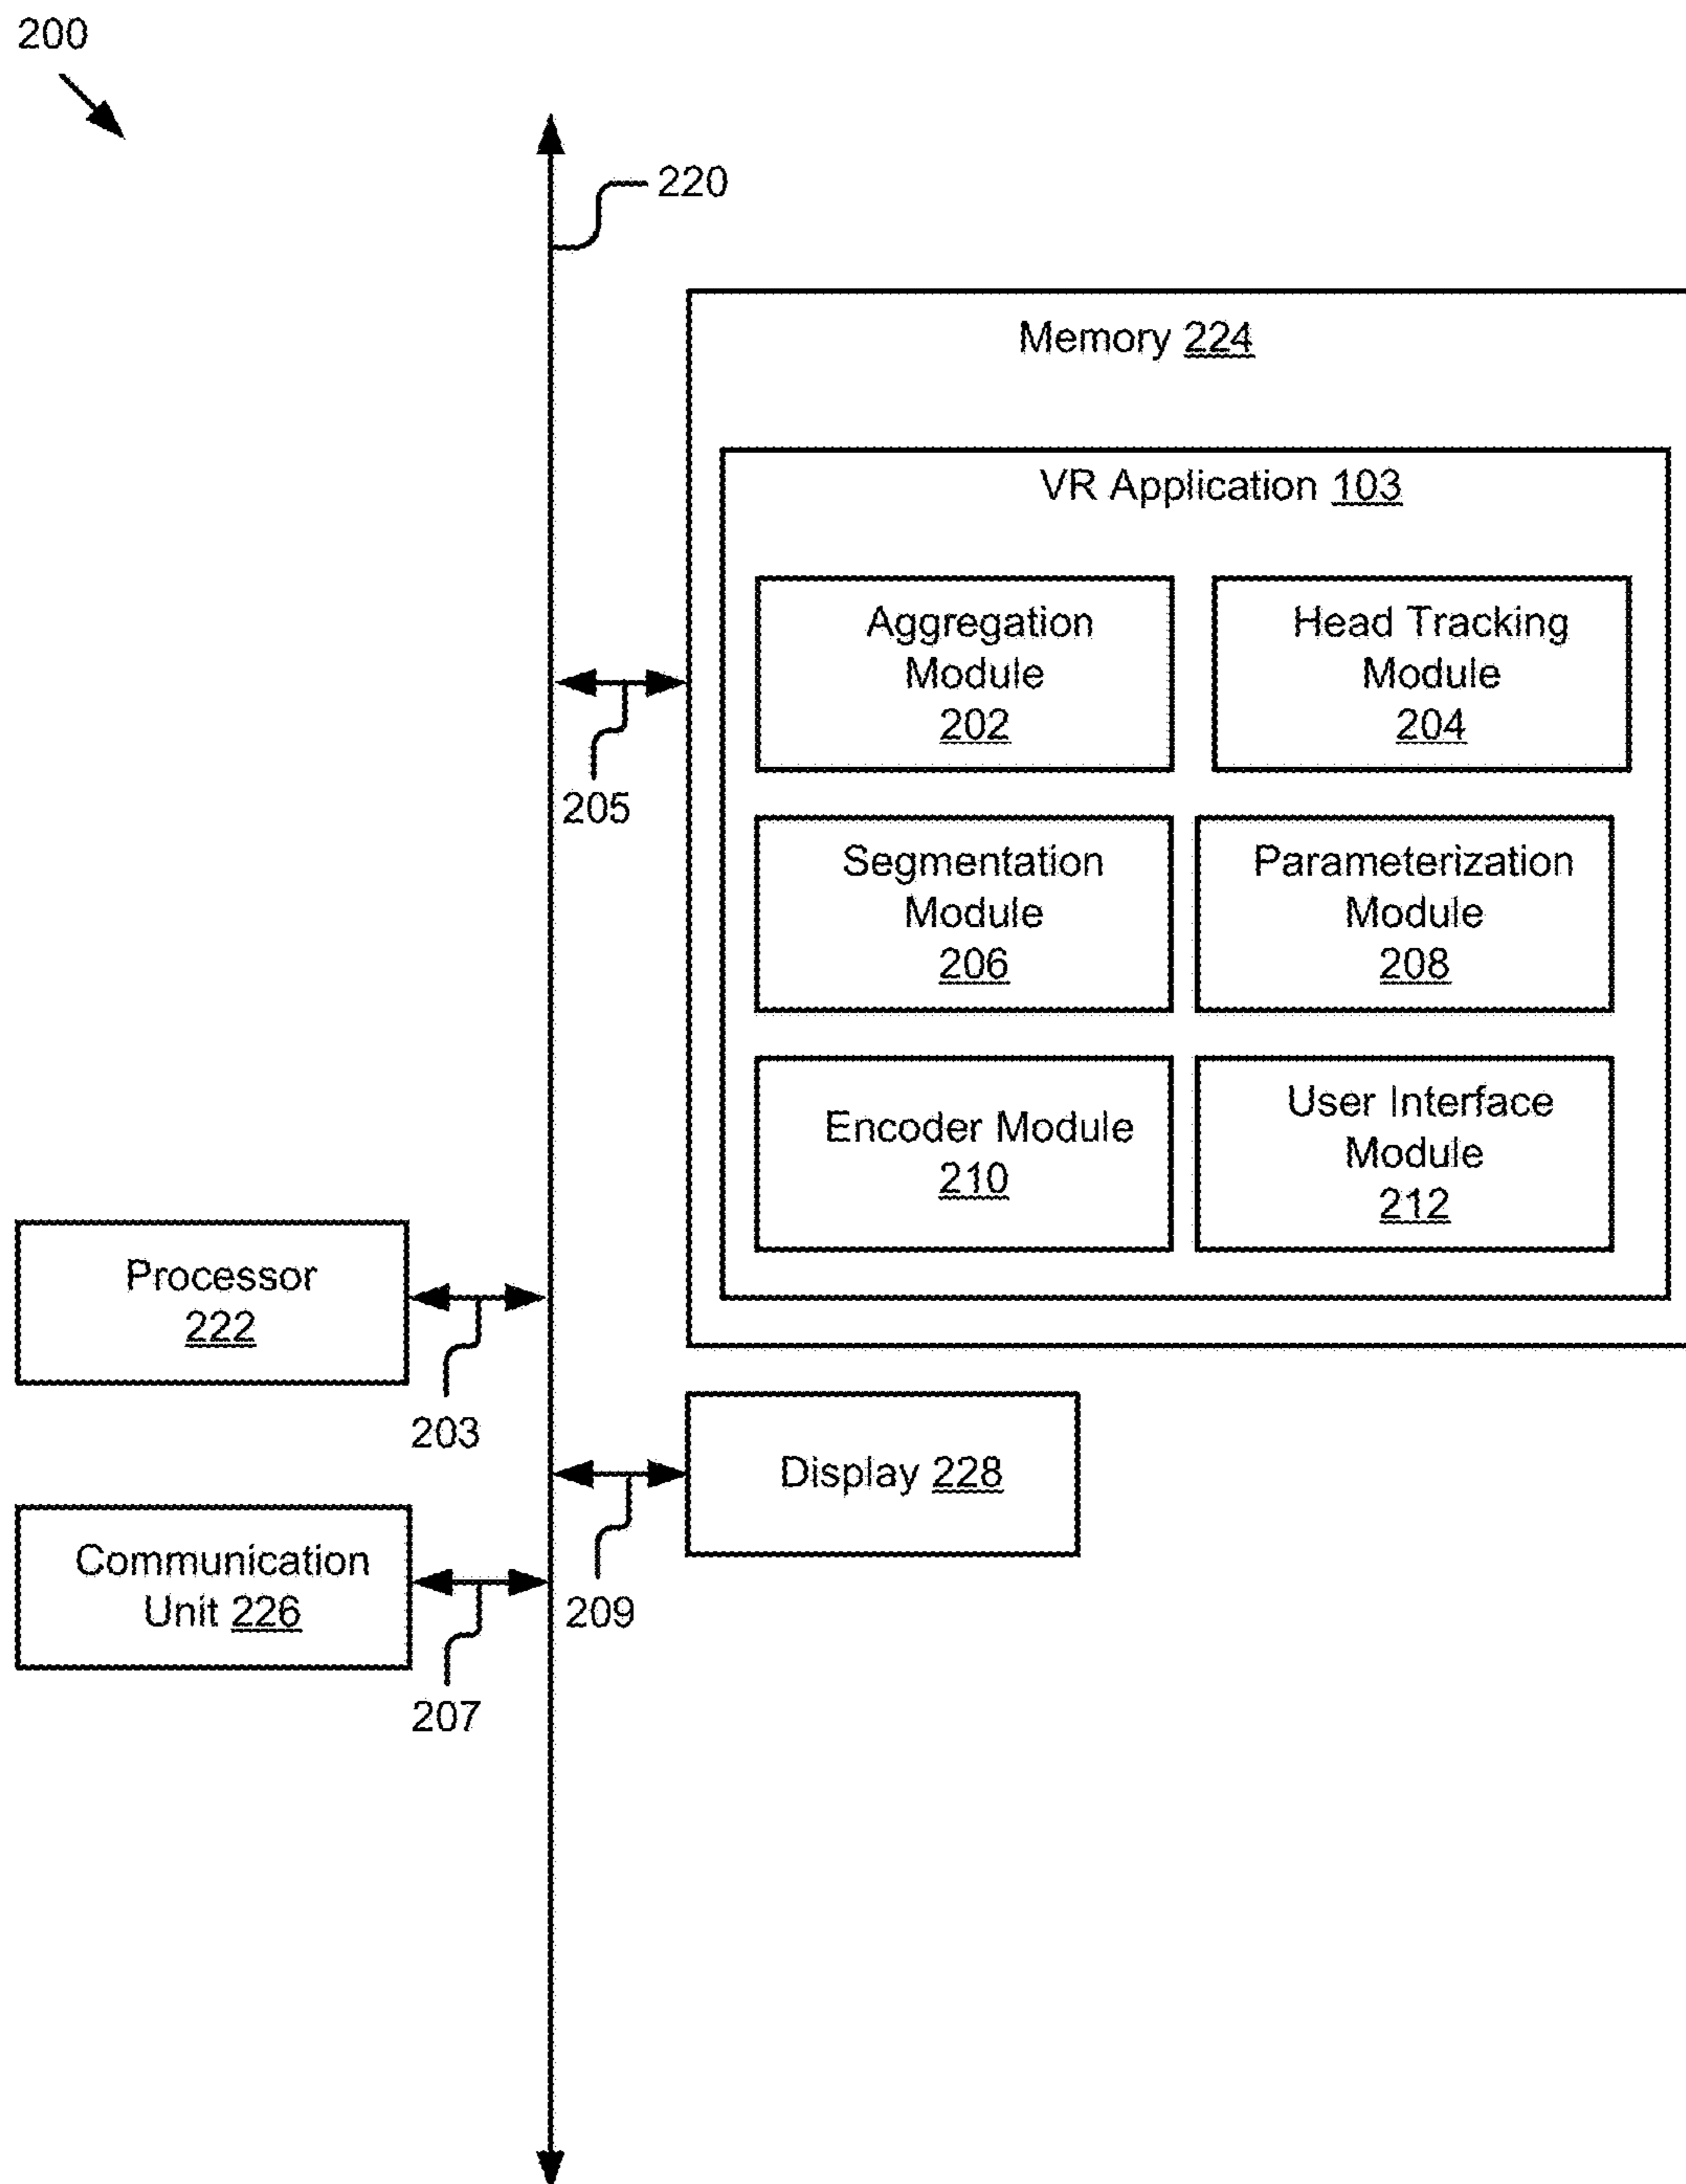 200
220
Memory 224
VR Application 103
Aggregation
Module
202
Head Tracking
Module
204
205
Segmentation
Module
206
Parameterization
Module
208
Encoder Module
210
User Interface
Module
212
Processor
222
203
Display 228
Communication
Unit 226
209
207